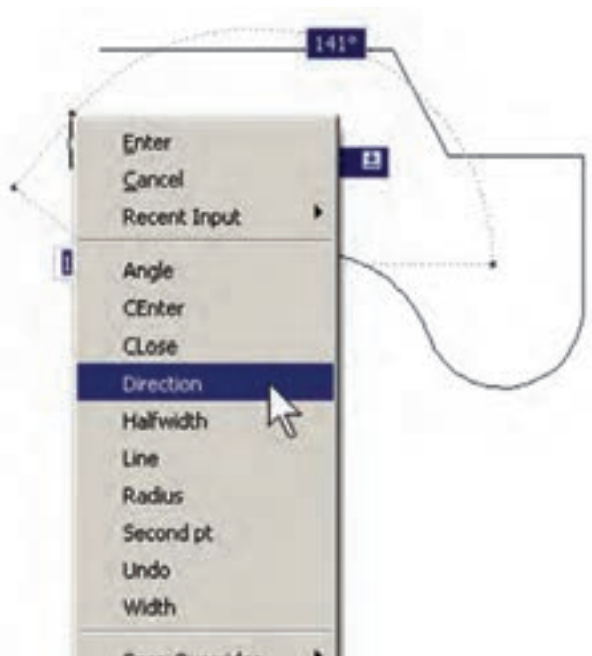 141°
Enter
Cancel
Recent Input
Angle
CEnter
CLose
Direction
Halfwidth
Line
Radius
Second pt
Undo
Width